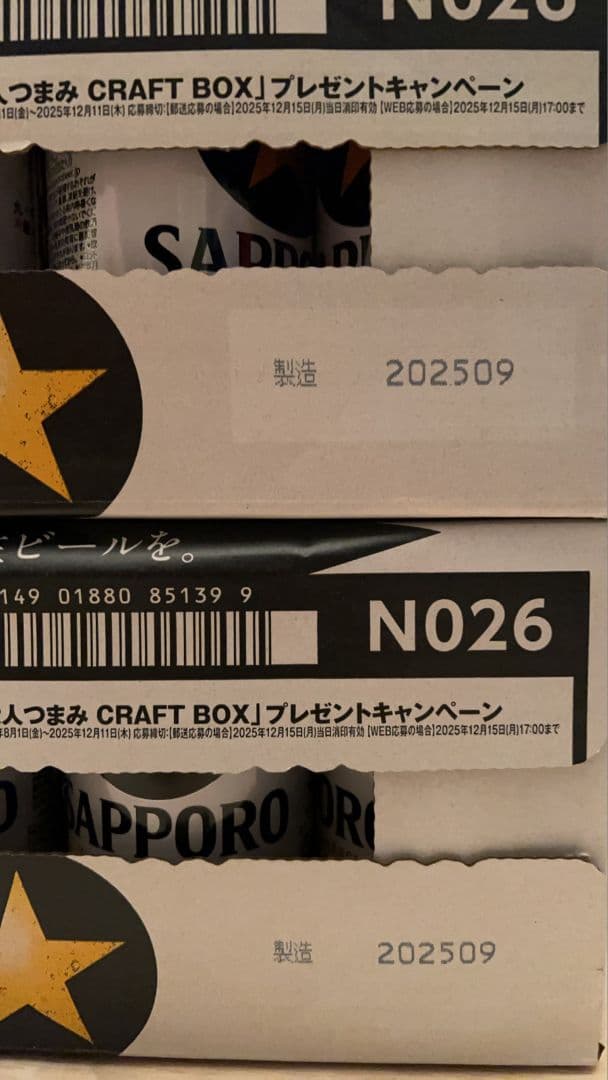 N026
人つまみ CRAFT BOX」プレゼントキャンペーン
1日(金)~2025年12月11日(木) 応募締切:【郵送応募の場合】2025年12月15日(月)当日消印有効 【WEB応募の場合】2025年12月15日(月)17:00まで
SAPPO
製造 202509
ビールを。
149 01880 85139 9
N026
人つまみ CRAFT BOX」プレゼントキャンペーン
年8月1日(金)~2025年12月11日(木) 応募締切:【郵送応募の場合】2025年12月15日(月)当日消印有効 【WEB応募の場合】2025年12月15日(月)17:00まで
SAPPORO ORO
製造 202509